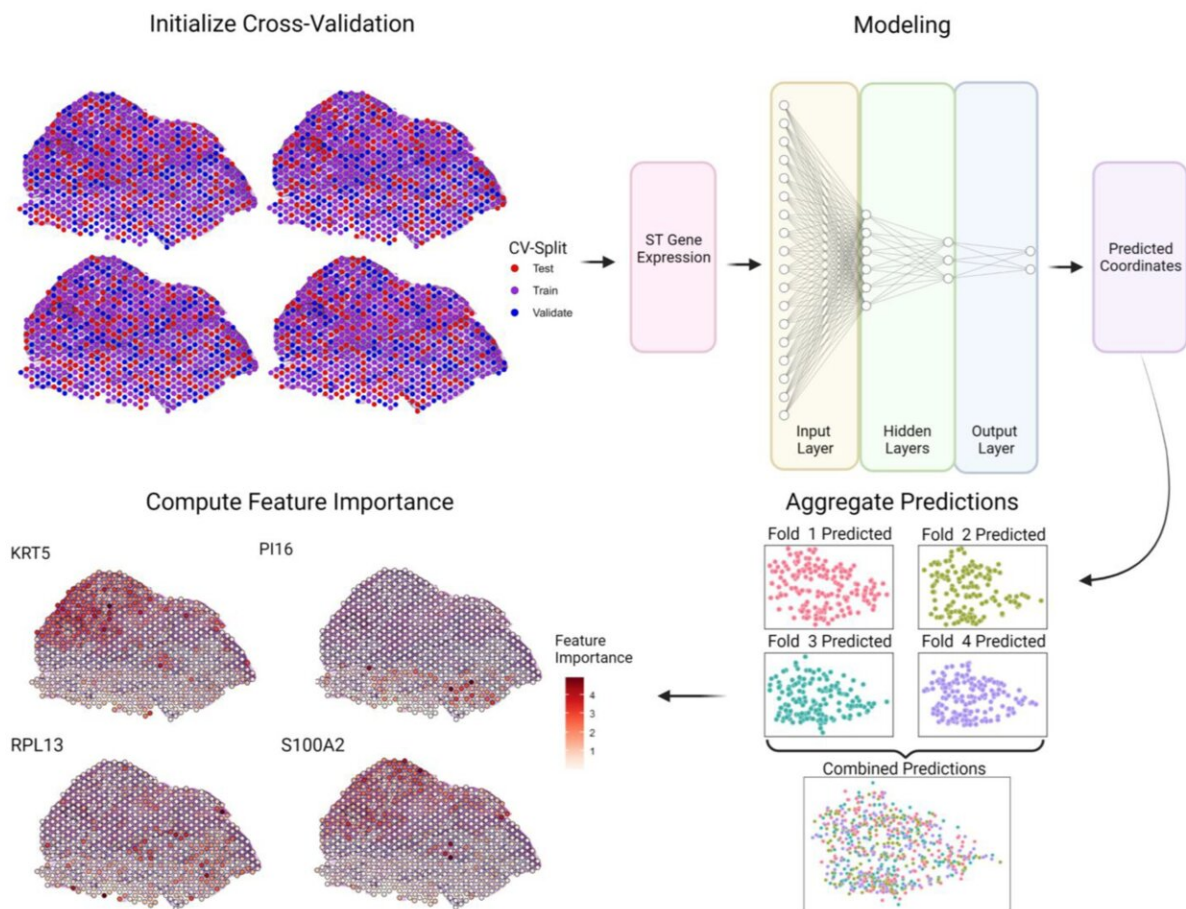 Initialize Cross-Validation
Modeling
CV-Split
Test
Train
Validate
ST Gene
Expression
Input
Layer
Hidden
Layers
Output
Layer
Predicted
Coordinates
Compute Feature Importance
KRT5
PI16
RPL13
S100A2
Feature
Importance
4
3
2
1
Aggregate Predictions
Fold 1 Predicted
Fold 2 Predicted
Fold 3 Predicted
Fold 4 Predicted
Combined Predictions